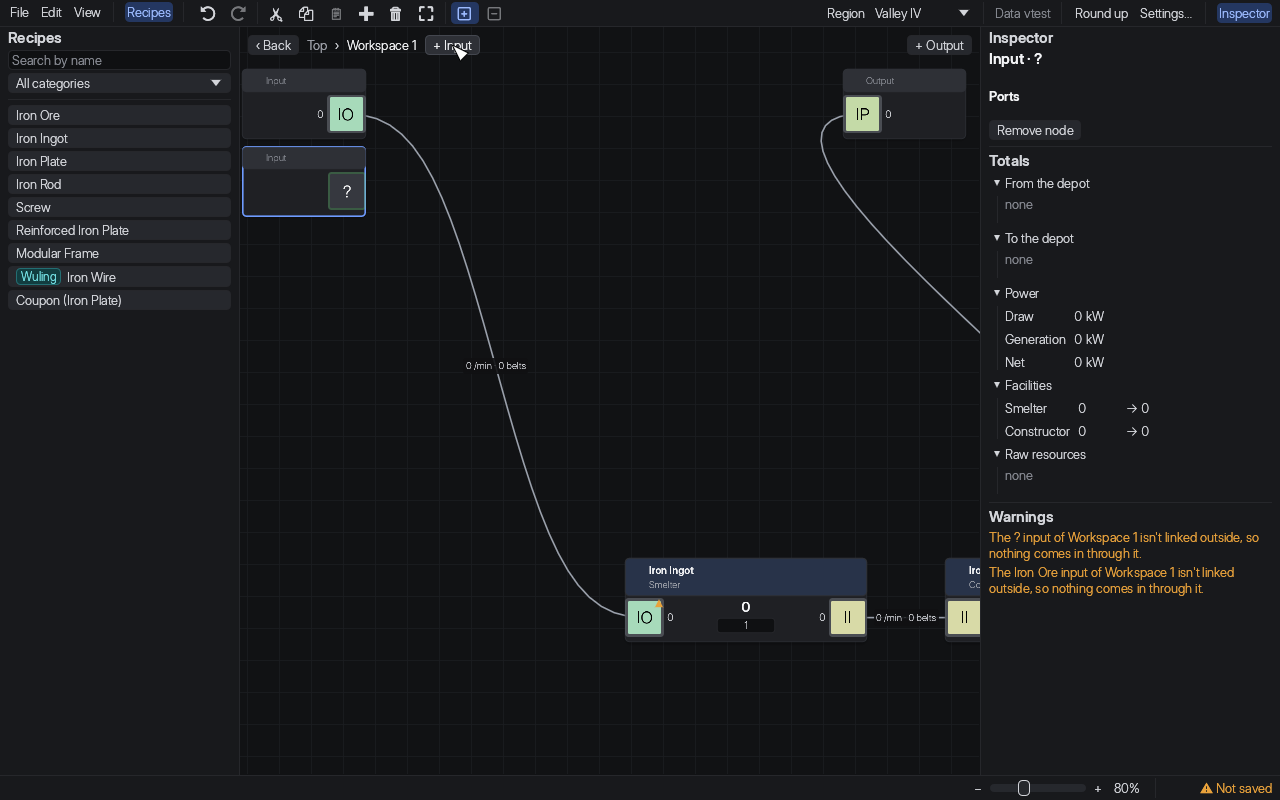 File Edit View Recipes Region Valley IV Data vtest Round up Settings... Inspector
Recipes
Search by name
All categories
Iron Ore
Iron Ingot
Iron Plate
Iron Rod
Screw
Reinforced Iron Plate
Modular Frame
Wuling Iron Wire
Coupon (Iron Plate)
‹ Back Top › Workspace 1 + Input + Output
Input
0 IO
Input
?
Output
IP 0
0 /min · 0 belts
Iron Ingot
Smelter
IO 0 0 1 0 II
0 /min · 0 belts
II
Inspector
Input · ?
Ports
Remove node
Totals
From the depot
none
To the depot
none
Power
Draw 0 kW
Generation 0 kW
Net 0 kW
Facilities
Smelter 0 → 0
Constructor 0 → 0
Raw resources
none
Warnings
The ? input of Workspace 1 isn't linked outside, so
nothing comes in through it.
The Iron Ore input of Workspace 1 isn't linked
outside, so nothing comes in through it.
− + 80% Not saved